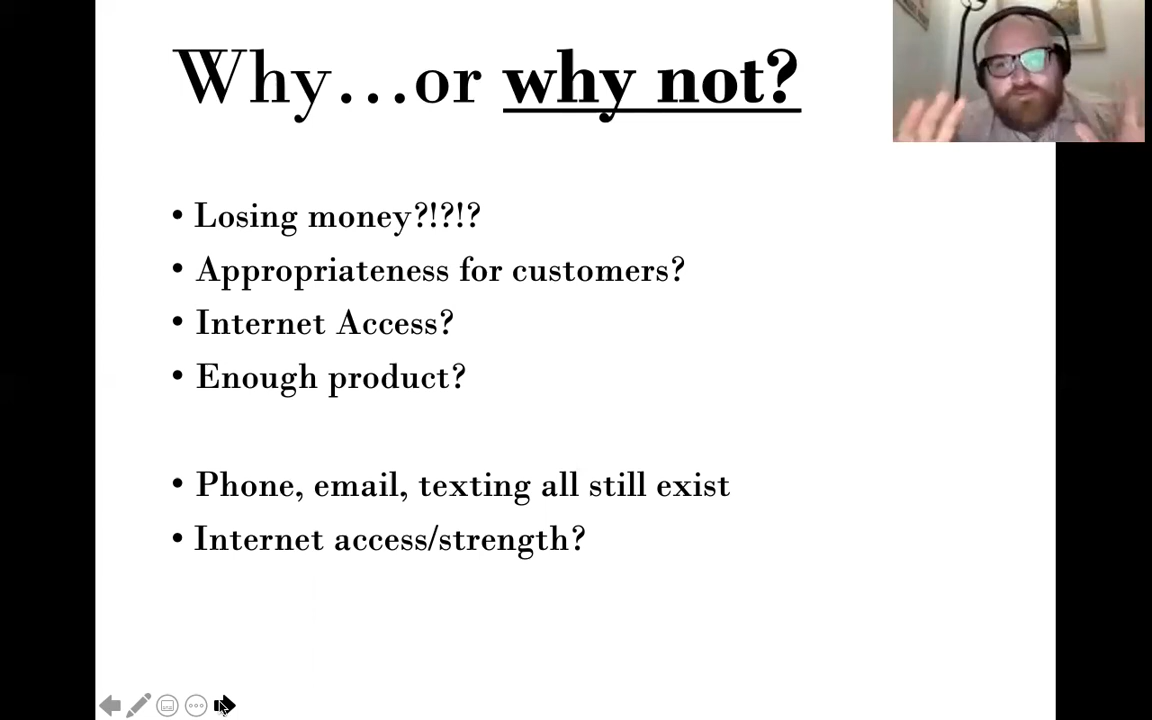 Why…or why not?
• Losing money?!?!?
• Appropriateness for customers?
• Internet Access?
• Enough product?
• Phone, email, texting all still exist
• Internet access/strength?